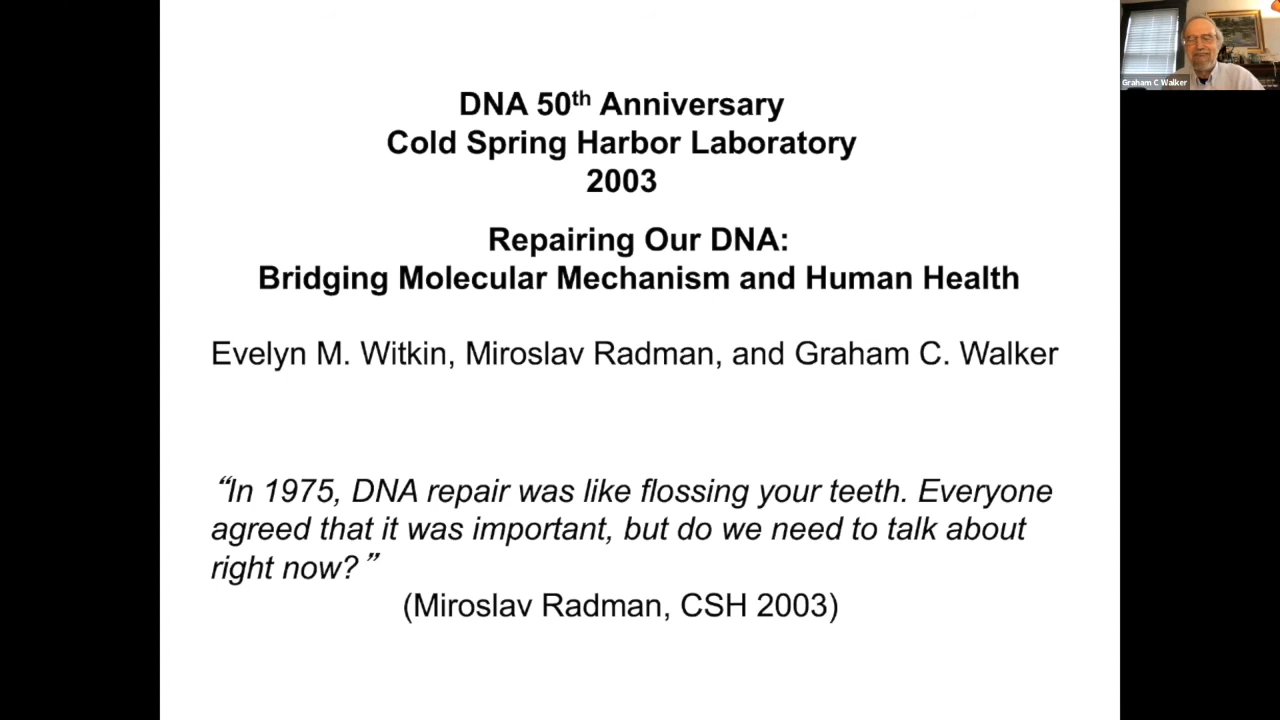 DNA 50th Anniversary
Cold Spring Harbor Laboratory
2003
Repairing Our DNA:
Bridging Molecular Mechanism and Human Health
Evelyn M. Witkin, Miroslav Radman, and Graham C. Walker
“In 1975, DNA repair was like flossing your teeth. Everyone
agreed that it was important, but do we need to talk about
right now?”
(Miroslav Radman, CSH 2003)
Graham C Walker